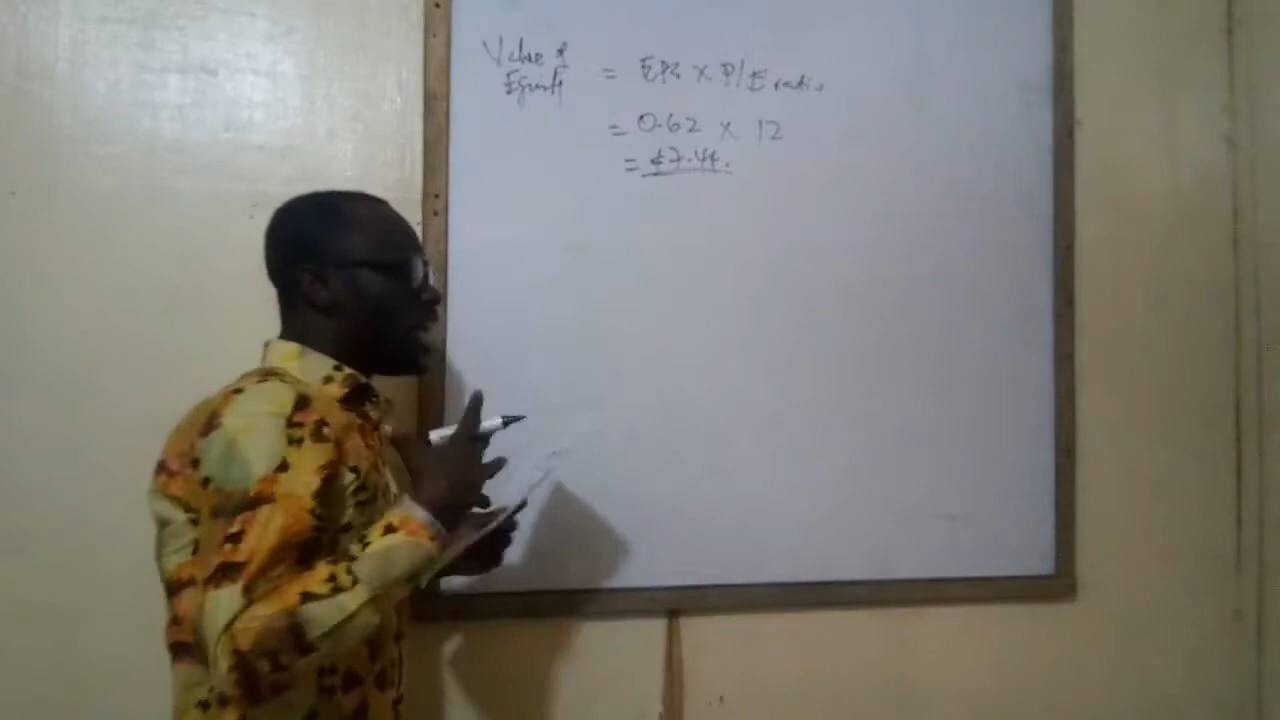 Value of
Equity = EPS x P/E ratio
= 0.62 x 12
= ¢7.44.